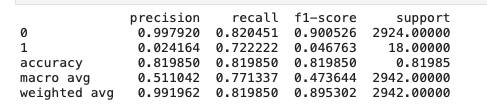 precision recall f1-score support
0 0.997920 0.820451 0.900526 2924.00000
1 0.024164 0.722222 0.046763 18.00000
accuracy 0.819850 0.819850 0.819850 0.81985
macro avg 0.511042 0.771337 0.473644 2942.00000
weighted avg 0.991962 0.819850 0.895302 2942.00000